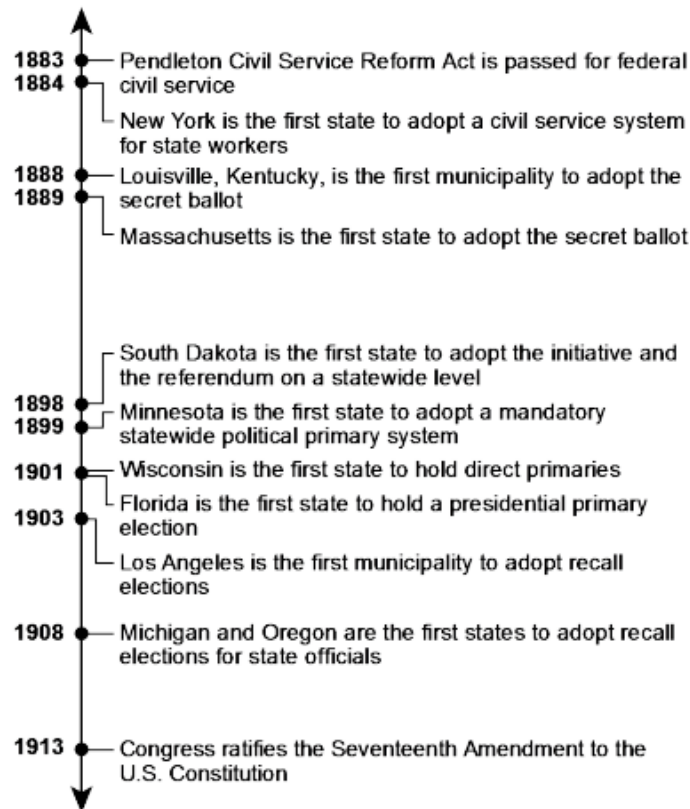 1883
Pendleton Civil Service Reform Act is passed for federal
civil service
1884
New York is the first state to adopt a civil service system
for state workers
1888
Louisville, Kentucky, is the first municipality to adopt the
secret ballot
1889
Massachusetts is the first state to adopt the secret ballot
1898
South Dakota is the first state to adopt the initiative and
the referendum on a statewide level
1899
Minnesota is the first state to adopt a mandatory
statewide political primary system
1901
Wisconsin is the first state to hold direct primaries
Florida is the first state to hold a presidential primary
election
1903
Los Angeles is the first municipality to adopt recall
elections
1908
Michigan and Oregon are the first states to adopt recall
elections for state officials
1913
Congress ratifies the Seventeenth Amendment to the
U.S. Constitution